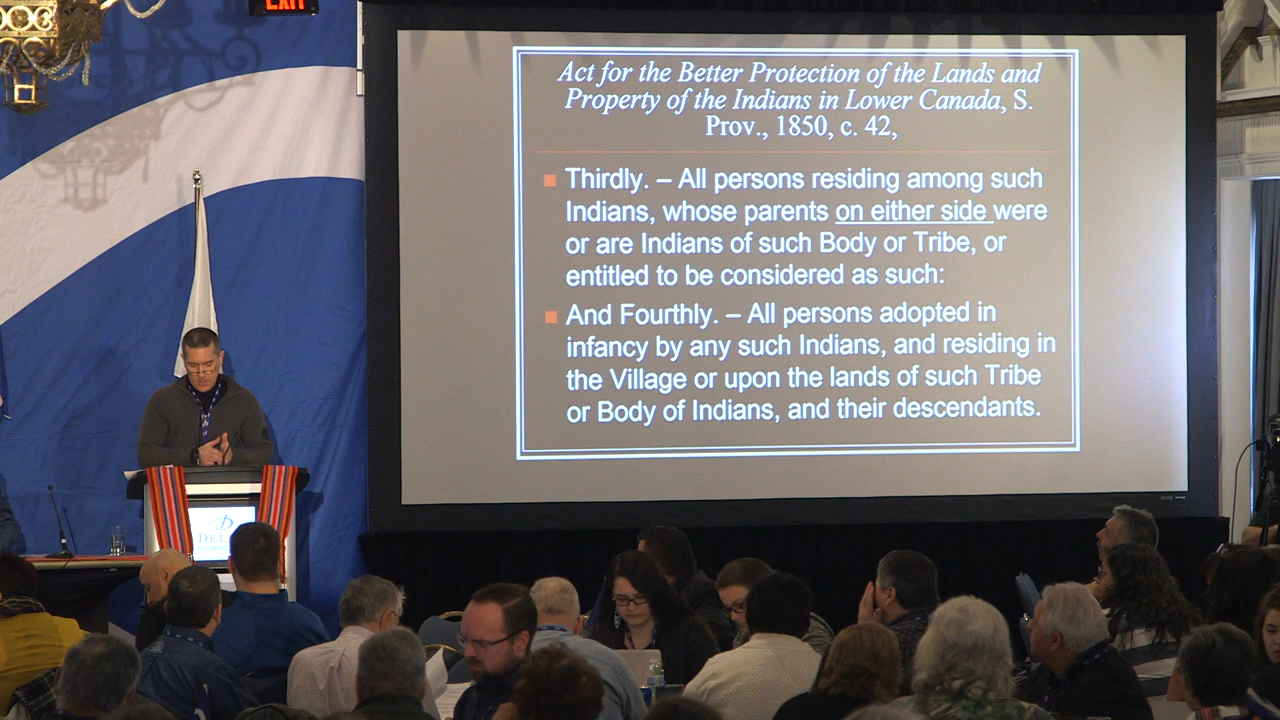 EXIT
Act for the Better Protection of the Lands and
Property of the Indians in Lower Canada, S.
Prov., 1850, c. 42,
Thirdly. – All persons residing among such
Indians, whose parents on either side were
or are Indians of such Body or Tribe, or
entitled to be considered as such:
And Fourthly. – All persons adopted in
infancy by any such Indians, and residing in
the Village or upon the lands of such Tribe
or Body of Indians, and their descendants.